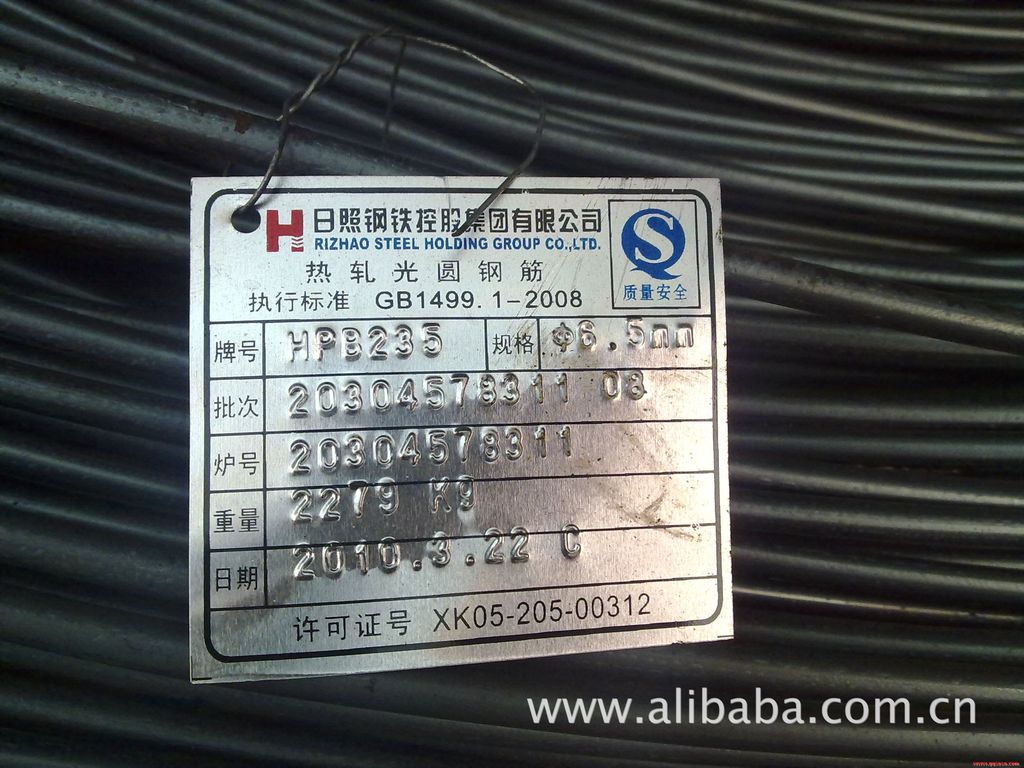 日照钢铁控股集团有限公司
RIZHAO STEEL HOLDING GROUP CO.,LTD.
热轧光圆钢筋
执行标准 GB1499.1-2008
质量安全
牌号 HPB235 规格 Φ6.5mm
批次 20304578311 08
炉号 20304578311
重量 2279 Kg
日期 2010.3.22 C
许可证号 XK05-205-00312
www.alibaba.com.cn